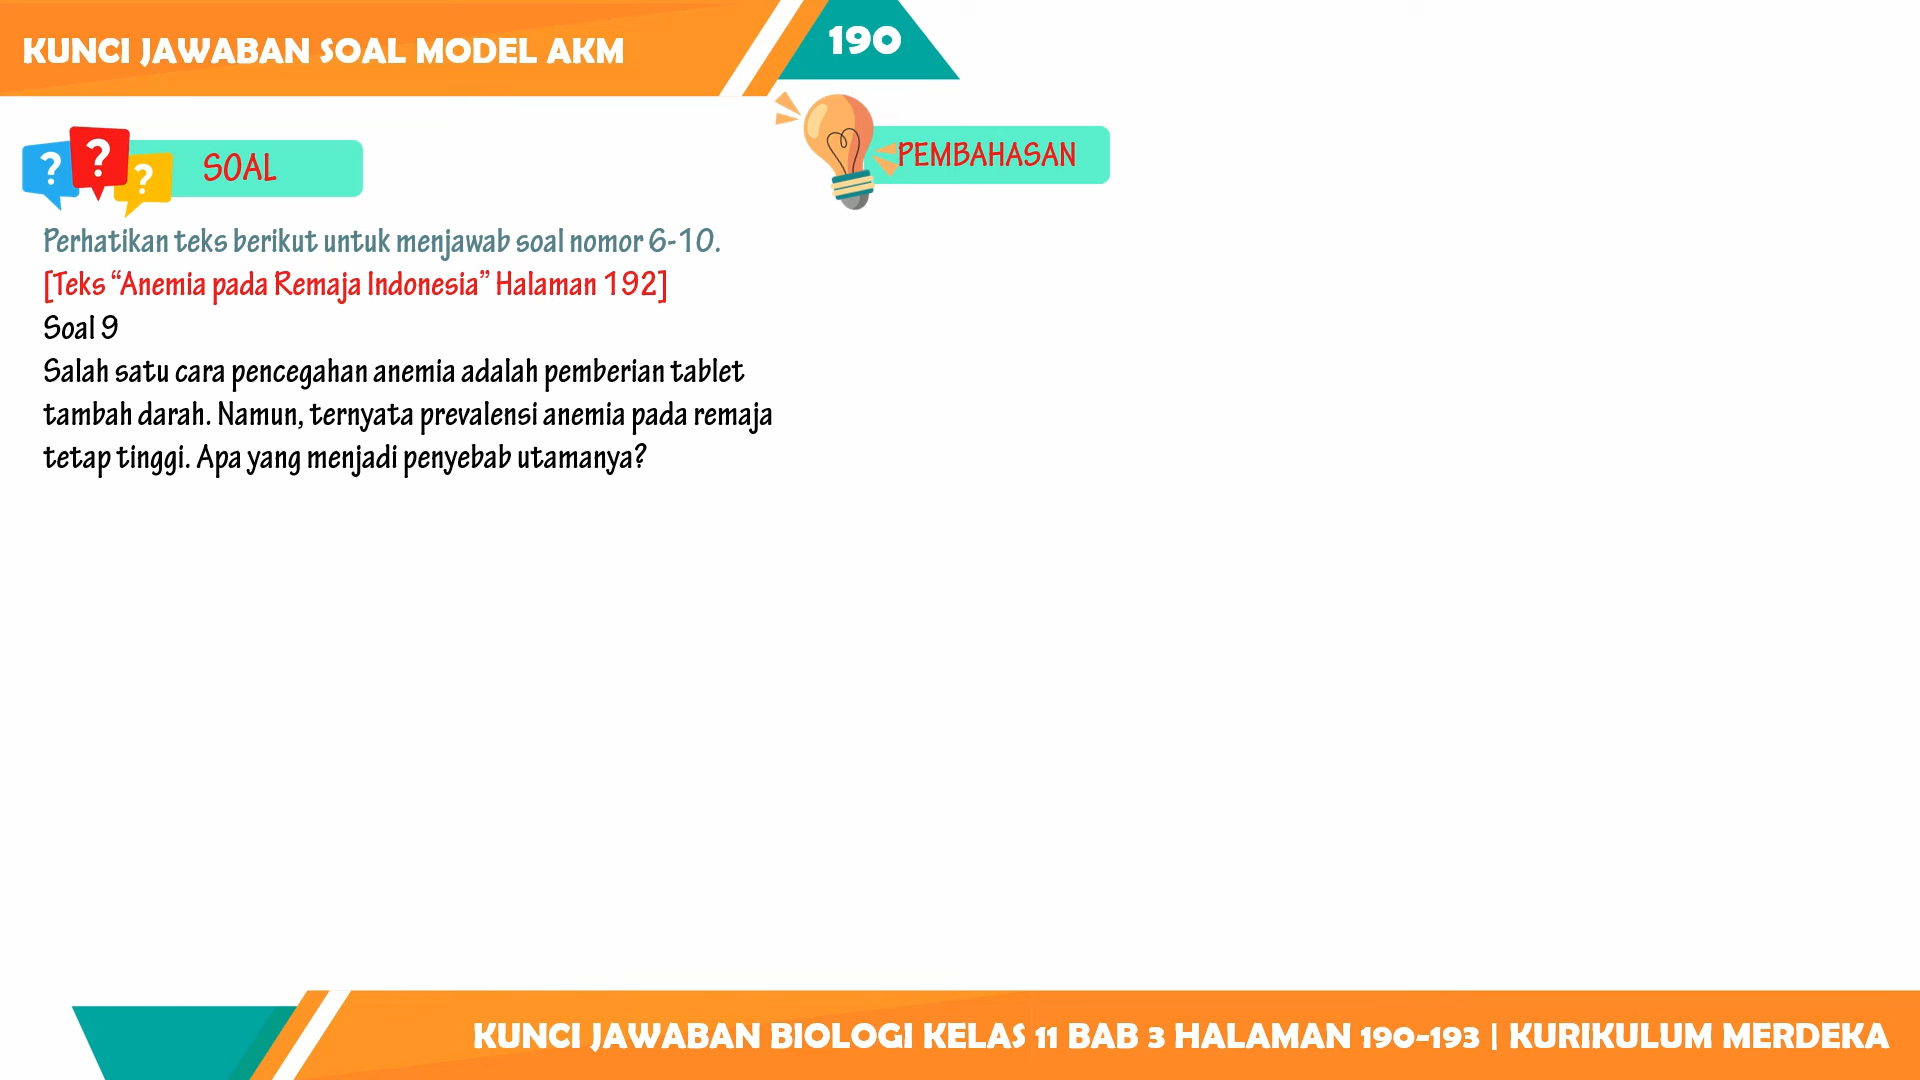 KUNCI JAWABAN SOAL MODEL AKM
190
? ? ?
SOAL
PEMBAHASAN
Perhatikan teks berikut untuk menjawab soal nomor 6-10.
[Teks “Anemia pada Remaja Indonesia” Halaman 192]
Soal 9
Salah satu cara pencegahan anemia adalah pemberian tablet
tambah darah. Namun, ternyata prevalensi anemia pada remaja
tetap tinggi. Apa yang menjadi penyebab utamanya?
KUNCI JAWABAN BIOLOGI KELAS 11 BAB 3 HALAMAN 190-193 | KURIKULUM MERDEKA